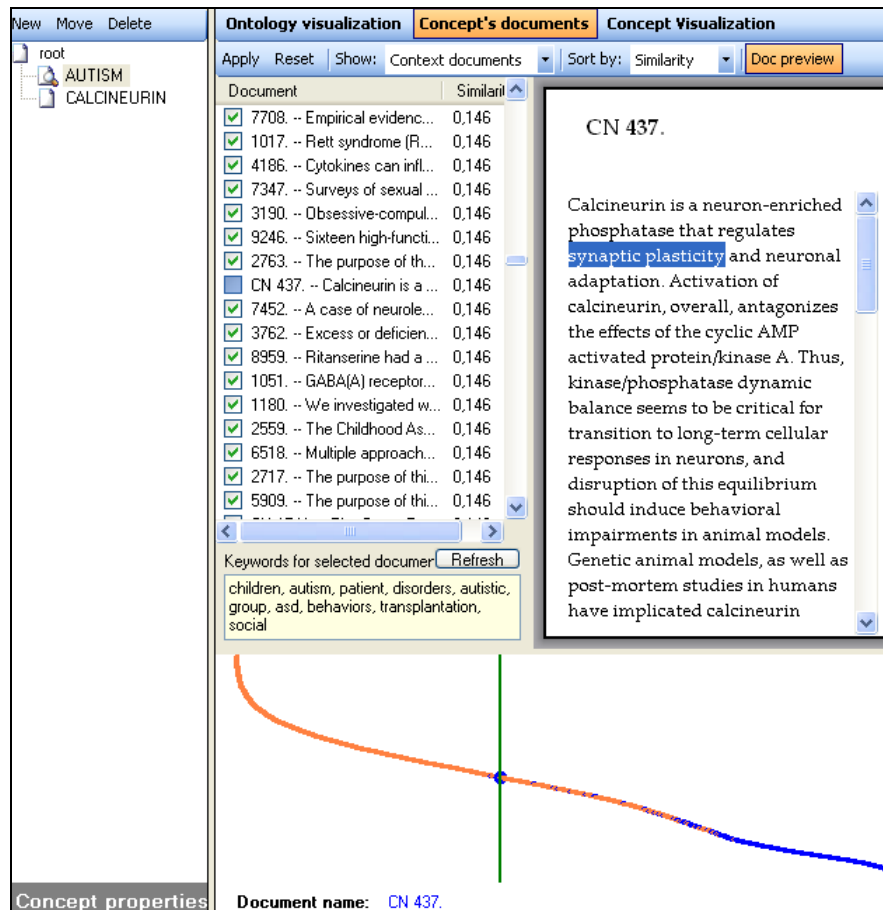 New Move Delete
root
AUTISM
CALCINEURIN
Concept properties
Ontology visualization Concept's documents Concept Visualization
Apply Reset Show: Context documents Sort by: Similarity Doc preview
Document Similarit
7708. -- Empirical evidenc... 0,146
1017. -- Rett syndrome (R... 0,146
4186. -- Cytokines can infl... 0,146
7347. -- Surveys of sexual ... 0,146
3190. -- Obsessive-compul... 0,146
9246. -- Sixteen high-functi... 0,146
2763. -- The purpose of th... 0,146
CN 437. -- Calcineurin is a ... 0,146
7452. -- A case of neurole... 0,146
3762. -- Excess or deficien... 0,146
8959. -- Ritanserine had a ... 0,146
1051. -- GABA(A) receptor... 0,146
1180. -- We investigated w... 0,146
2559. -- The Childhood As... 0,146
6518. -- Multiple approach... 0,146
2717. -- The purpose of thi... 0,146
5909. -- The purpose of thi... 0,146
Keywords for selected documen Refresh
children, autism, patient, disorders, autistic,
group, asd, behaviors, transplantation,
social
CN 437.
Calcineurin is a neuron-enriched
phosphatase that regulates
synaptic plasticity and neuronal
adaptation. Activation of
calcineurin, overall, antagonizes
the effects of the cyclic AMP
activated protein/kinase A. Thus,
kinase/phosphatase dynamic
balance seems to be critical for
transition to long-term cellular
responses in neurons, and
disruption of this equilibrium
should induce behavioral
impairments in animal models.
Genetic animal models, as well as
post-mortem studies in humans
have implicated calcineurin
Document name: CN 437.